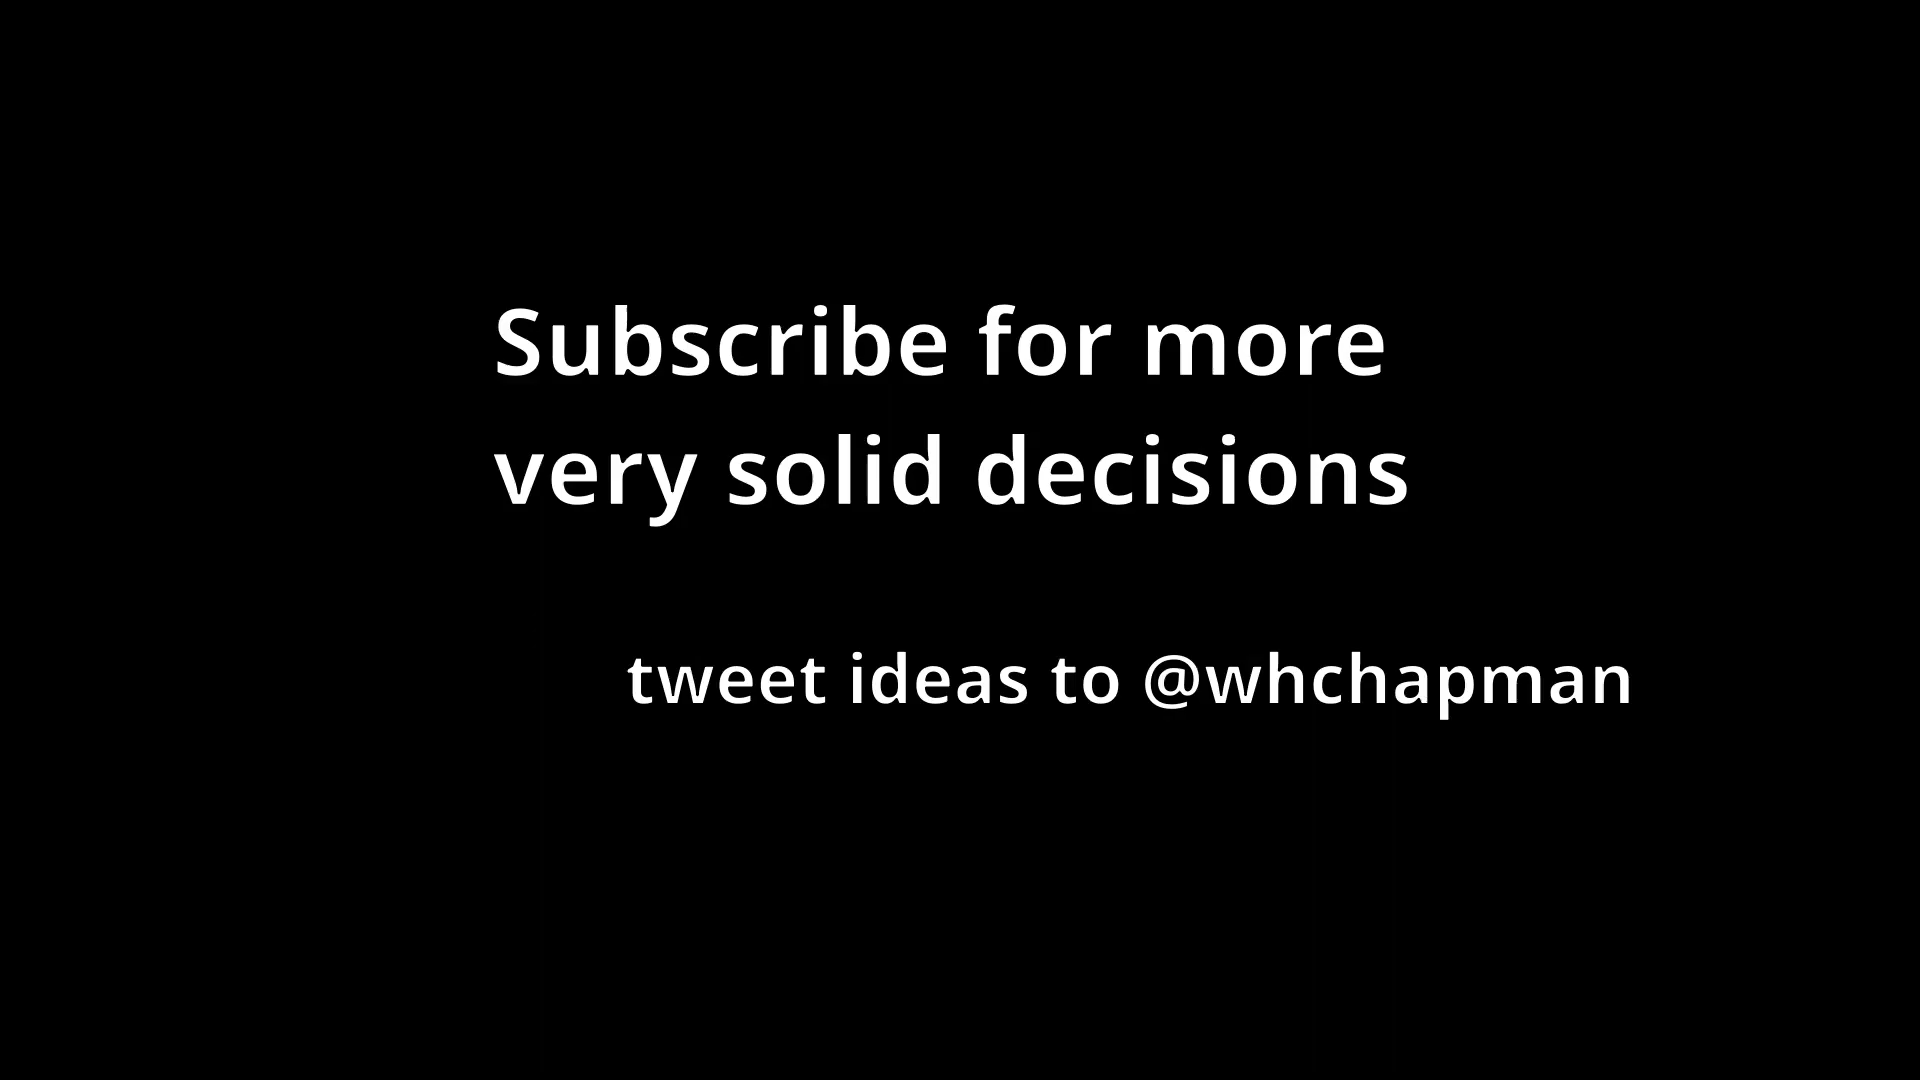 Subscribe for more
very solid decisions
tweet ideas to @whchapman